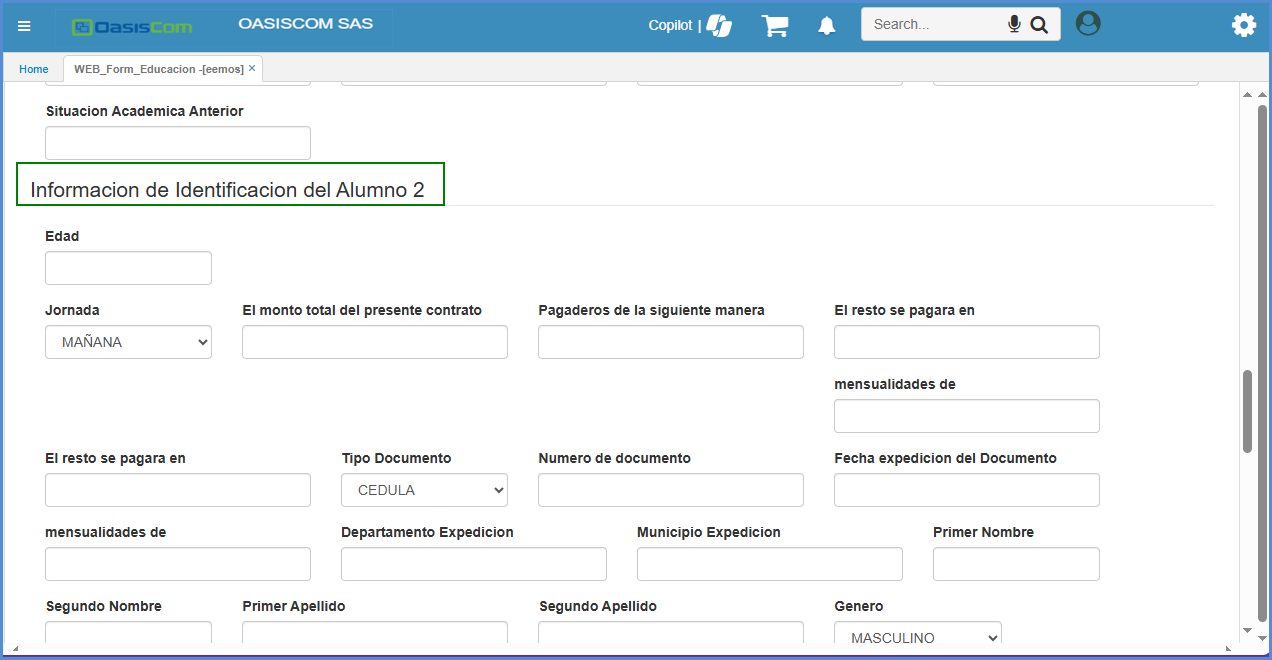 OasisCom OASISCOM SAS Copilot | Search...
Home WEB_Form_Educacion -[eemos] ×
Situacion Academica Anterior
Informacion de Identificacion del Alumno 2
Edad
Jornada El monto total del presente contrato Pagaderos de la siguiente manera El resto se pagara en
MAÑANA
mensualidades de
El resto se pagara en Tipo Documento Numero de documento Fecha expedicion del Documento
CEDULA
mensualidades de Departamento Expedicion Municipio Expedicion Primer Nombre
Segundo Nombre Primer Apellido Segundo Apellido Genero
MASCULINO